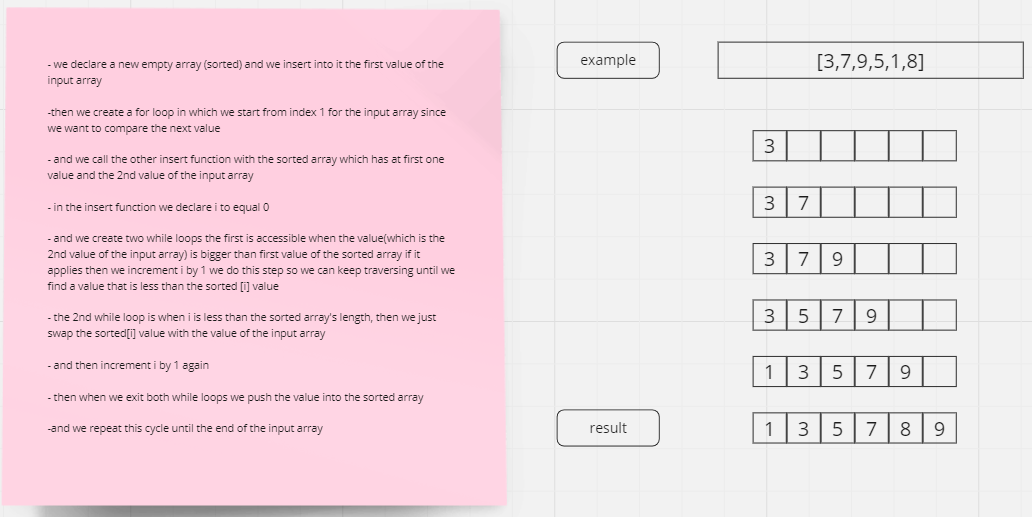 - we declare a new empty array (sorted) and we insert into it the first value of the
input array
-then we create a for loop in which we start from index 1 for the input array since
we want to compare the next value
- and we call the other insert function with the sorted array which has at first one
value and the 2nd value of the input array
- in the insert function we declare i to equal 0
- and we create two while loops the first is accessible when the value(which is the
2nd value of the input array) is bigger than first value of the sorted array if it
applies then we increment i by 1 we do this step so we can keep traversing until we
find a value that is less than the sorted [i] value
- the 2nd while loop is when i is less than the sorted array's length, then we just
swap the sorted[i] value with the value of the input array
- and then increment i by 1 again
- then when we exit both while loops we push the value into the sorted array
-and we repeat this cycle until the end of the input array
example
[3,7,9,5,1,8]
3
3 7
3 7 9
3 5 7 9
1 3 5 7 9
result
1 3 5 7 8 9